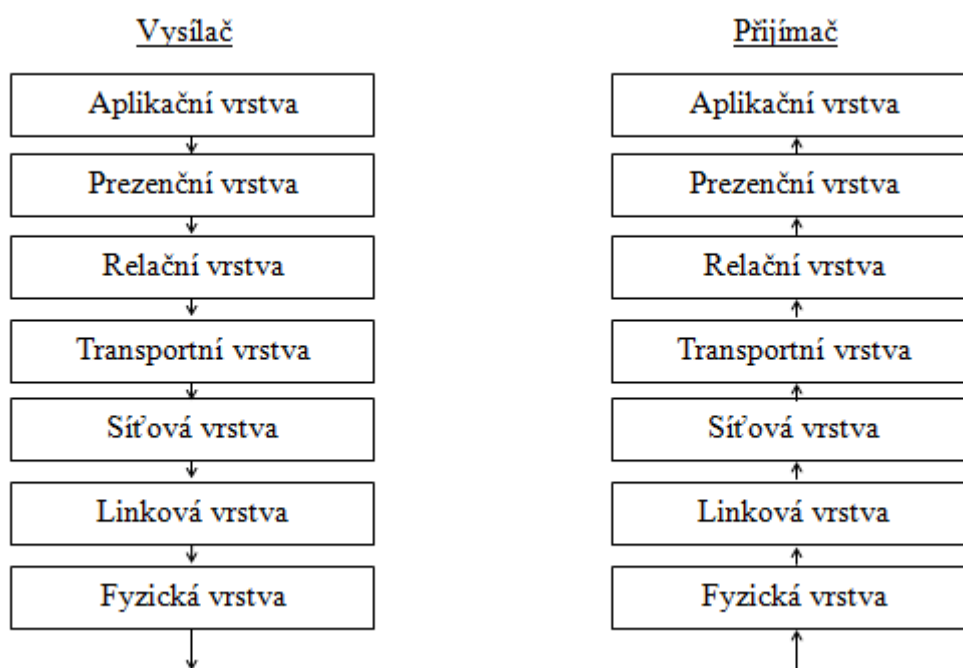 Vysílač
Aplikační vrstva
Prezenční vrstva
Relační vrstva
Transportní vrstva
Síťová vrstva
Linková vrstva
Fyzická vrstva
Přijímač
Aplikační vrstva
Prezenční vrstva
Relační vrstva
Transportní vrstva
Síťová vrstva
Linková vrstva
Fyzická vrstva